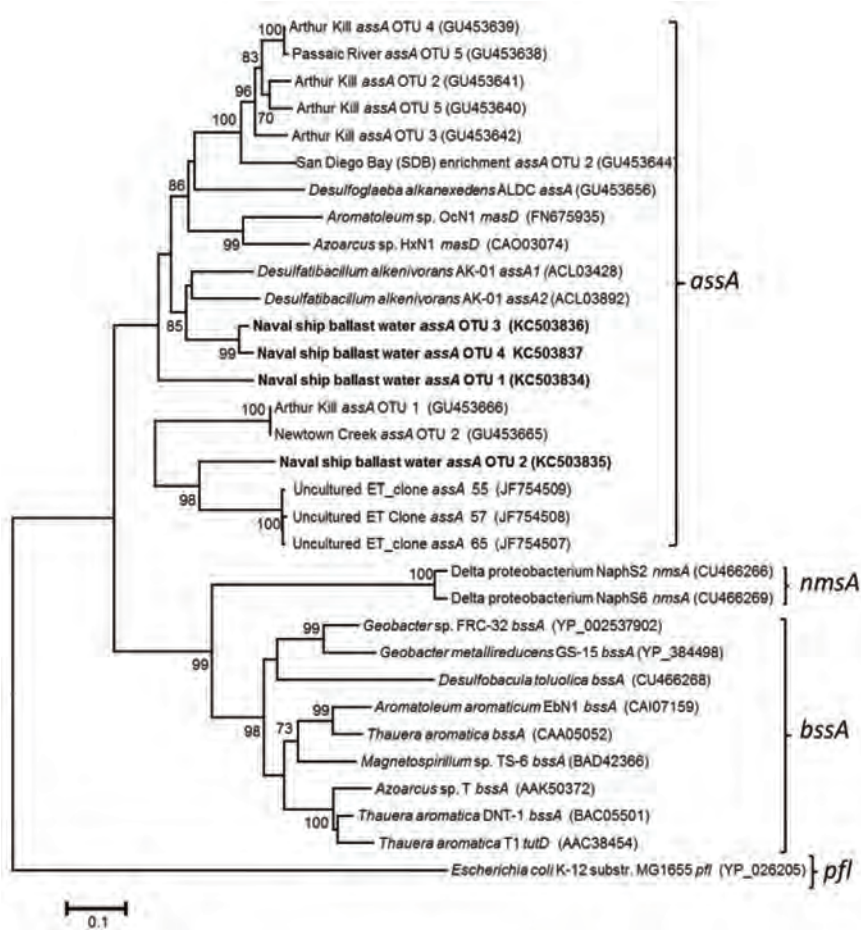 100
Arthur Kill assA OTU 4 (GU453639)
83
Passaic River assA OTU 5 (GU453638)
96
Arthur Kill assA OTU 2 (GU453641)
100
70
Arthur Kill assA OTU 5 (GU453640)
Arthur Kill assA OTU 3 (GU453642)
San Diego Bay (SDB) enrichment assA OTU 2 (GU453644)
86
Desulfoglaeba alkanexedens ALDC assA (GU453656)
Aromatoleum sp. OcN1 masD (FN675935)
99
Azoarcus sp. HxN1 masD (CAO03074)
Desulfatibacillum alkenivorans AK-01 assA1 (ACL03428)
assA
Desulfatibacillum alkenivorans AK-01 assA2 (ACL03892)
85
Naval ship ballast water assA OTU 3 (KC503836)
99
Naval ship ballast water assA OTU 4 KC503837
Naval ship ballast water assA OTU 1 (KC503834)
100
Arthur Kill assA OTU 1 (GU453666)
Newtown Creek assA OTU 2 (GU453665)
Naval ship ballast water assA OTU 2 (KC503835)
98
Uncultured ET_clone assA 55 (JF754509)
100
Uncultured ET Clone assA 57 (JF754508)
Uncultured ET_clone assA 65 (JF754507)
100
Delta proteobacterium NaphS2 nmsA (CU466266)
nmsA
Delta proteobacterium NaphS6 nmsA (CU466269)
99
99
Geobacter sp. FRC-32 bssA (YP_002537902)
Geobacter metallireducens GS-15 bssA (YP_384498)
Desulfobacula toluolica bssA (CU466268)
98
73
99
Aromatoleum aromaticum EbN1 bssA (CAI07159)
bssA
Thauera aromatica bssA (CAA05052)
Magnetospirillum sp. TS-6 bssA (BAD42366)
Azoarcus sp. T bssA (AAK50372)
100
Thauera aromatica DNT-1 bssA (BAC05501)
Thauera aromatica T1 tutD (AAC38454)
Escherichia coli K-12 substr. MG1655 pfl (YP_026205)
pfl
0.1